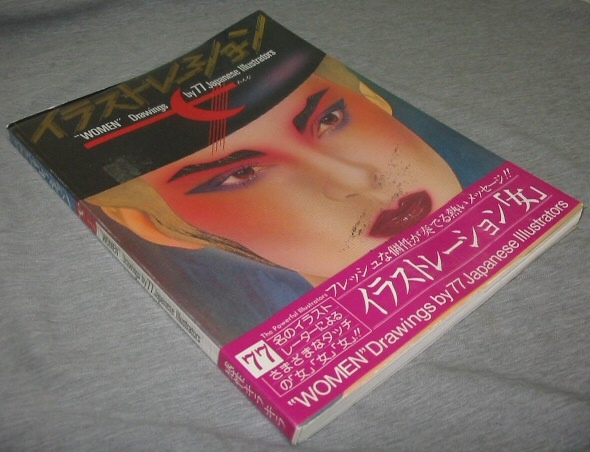 イラストレーション
"WOMEN" Drawings by 77 Japanese Illustrators
女
おんな
The Powerful Illustrators
フレッシュな個性が奏でる熱いメッセージ!!
イラストレーション「女」
77
名のイラスト
レーターによる
さまざまなタッチ
の「女」「女」「女」!!
"WOMEN" Drawings by 77 Japanese Illustrators
"WOMEN" Drawings by 77 Japanese Illustrators